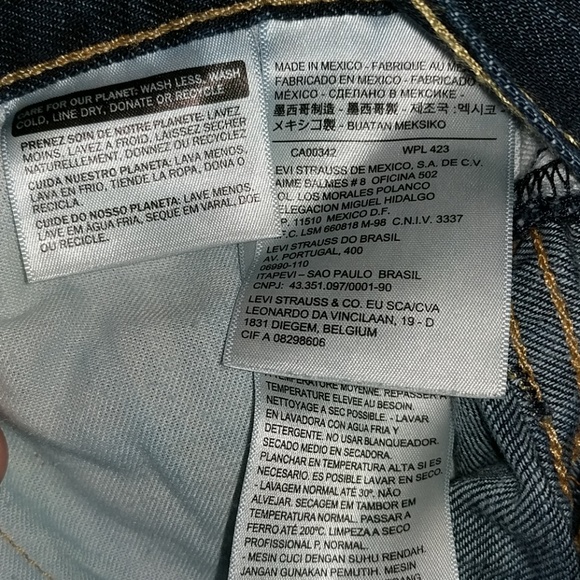 CARE FOR OUR PLANET: WASH LESS, WASH
COLD, LINE DRY, DONATE OR RECYCLE
PRENEZ SOIN DE NOTRE PLANETE: LAVEZ
MOINS, LAVEZ A FROID, LAISSEZ SECHER
NATURELLEMENT, DONNEZ OU RECYCLEZ
CUIDA NUESTRO PLANETA: LAVA MENOS,
LAVA EN FRIO, TIENDE LA ROPA, DONA O
RECICLA
CUIDE DO NOSSO PLANETA: LAVE MENOS,
LAVE EM ÁGUA FRIA, SEQUE EM VARAL, DOE
OU RECICLE.
MADE IN MEXICO - FABRIQUE AU
FABRICADO EN MEXICO - FABRICADO
MÉXICO - СДЕЛАНО В МЕКСИКЕ -
墨西哥制造 - 墨西哥製 - 제조국 :멕시코 -
メキシコ製 - BUATAN MEKSIKO
CA00342 WPL 423
LEVI STRAUSS DE MEXICO, S.A. DE C.V.
JAIME BALMES # 8 OFICINA 502
COL. LOS MORALES POLANCO
DELEGACION MIGUEL HIDALGO
C.P. 11510 MEXICO D.F.
R.F.C. LSM 660818 M-98 C.N.I.V. 3337
LEVI STRAUSS DO BRASIL
AV. PORTUGAL, 400
06690-110
ITAPEVI – SAO PAULO BRASIL
CNPJ: 43.351.097/0001-90
LEVI STRAUSS & CO. EU SCA/CVA
LEONARDO DA VINCILAAN, 19 - D
1831 DIEGEM, BELGIUM
CIF A 08298606
TEMPERATURE MOYENNE. REPASSER A
TEMPERATURE ELEVEE AU BESOIN.
NETTOYAGE A SEC POSSIBLE. - LAVAR
EN LAVADORA CON AGUA FRIA Y
DETERGENTE. NO USAR BLANQUEADOR.
SECADO MEDIO EN SECADORA.
PLANCHAR EN TEMPERATURA ALTA SI ES
NECESARIO. ES POSIBLE LAVAR EN SECO.
- LAVAGEM NORMAL ATÉ 30º. NÃO
ALVEJAR. SECAGEM EM TAMBOR EM
TEMPERATURA NORMAL. PASSAR A
FERRO ATÉ 200ºC. LIMPEZA A SECO
PROFISSIONAL P, NORMAL.
- MESIN CUCI DENGAN SUHU RENDAH.
JANGAN GUNAKAN PEMUTIH. MESIN